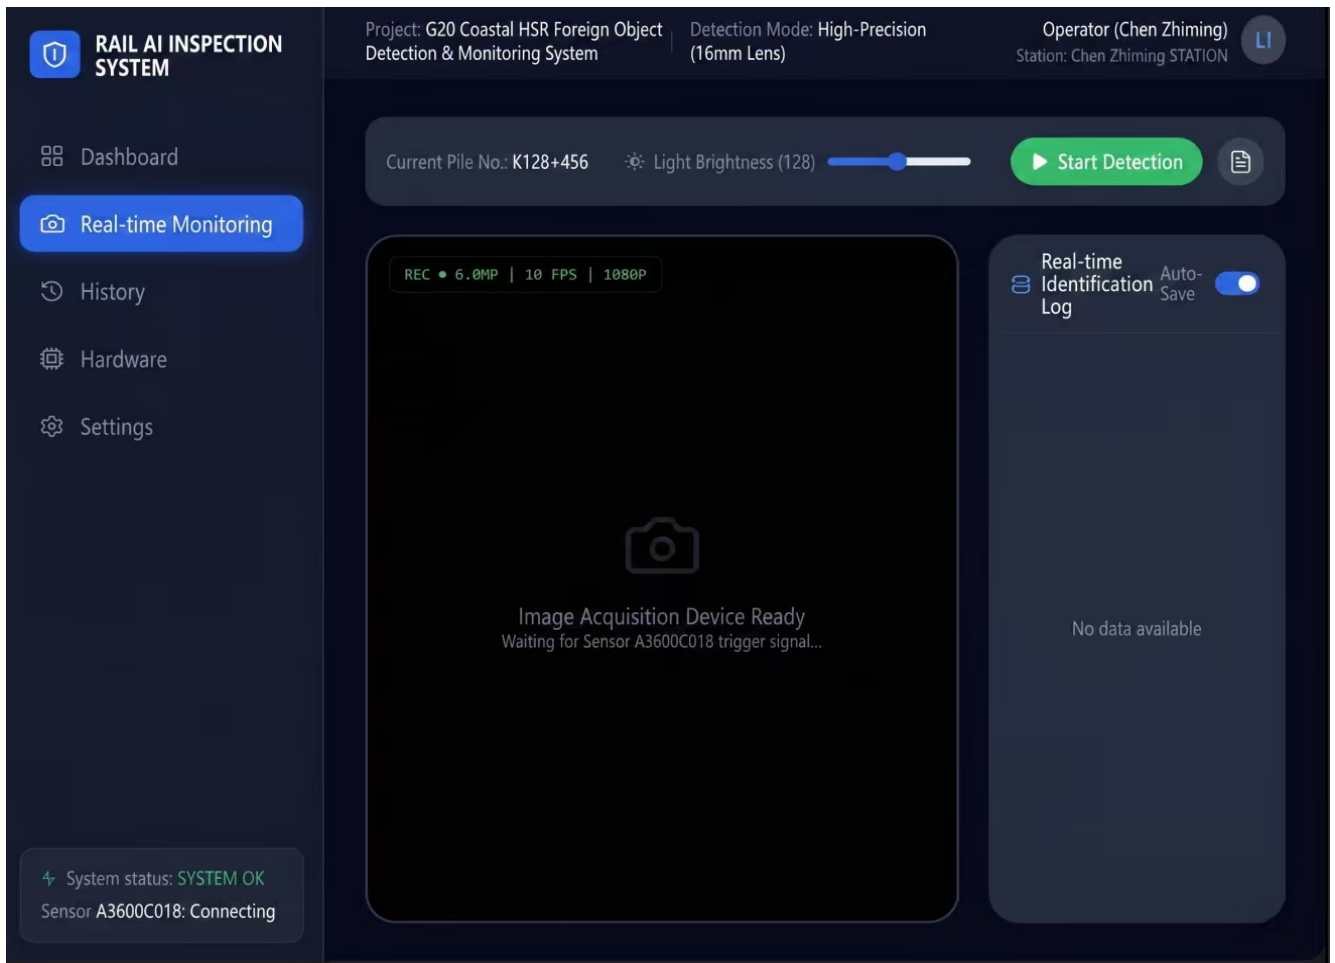 RAIL AI INSPECTION
SYSTEM
Project: G20 Coastal HSR Foreign Object
Detection & Monitoring System
Detection Mode: High-Precision
(16mm Lens)
Operator (Chen Zhiming)
Station: Chen Zhiming STATION
LI
Dashboard
Real-time Monitoring
History
Hardware
Settings
Current Pile No.: K128+456
Light Brightness (128)
Start Detection
REC ● 6.0MP | 10 FPS | 1080P
Image Acquisition Device Ready
Waiting for Sensor A3600C018 trigger signal...
Real-time
Identification
Log
Auto-
Save
No data available
System status: SYSTEM OK
Sensor A3600C018: Connecting